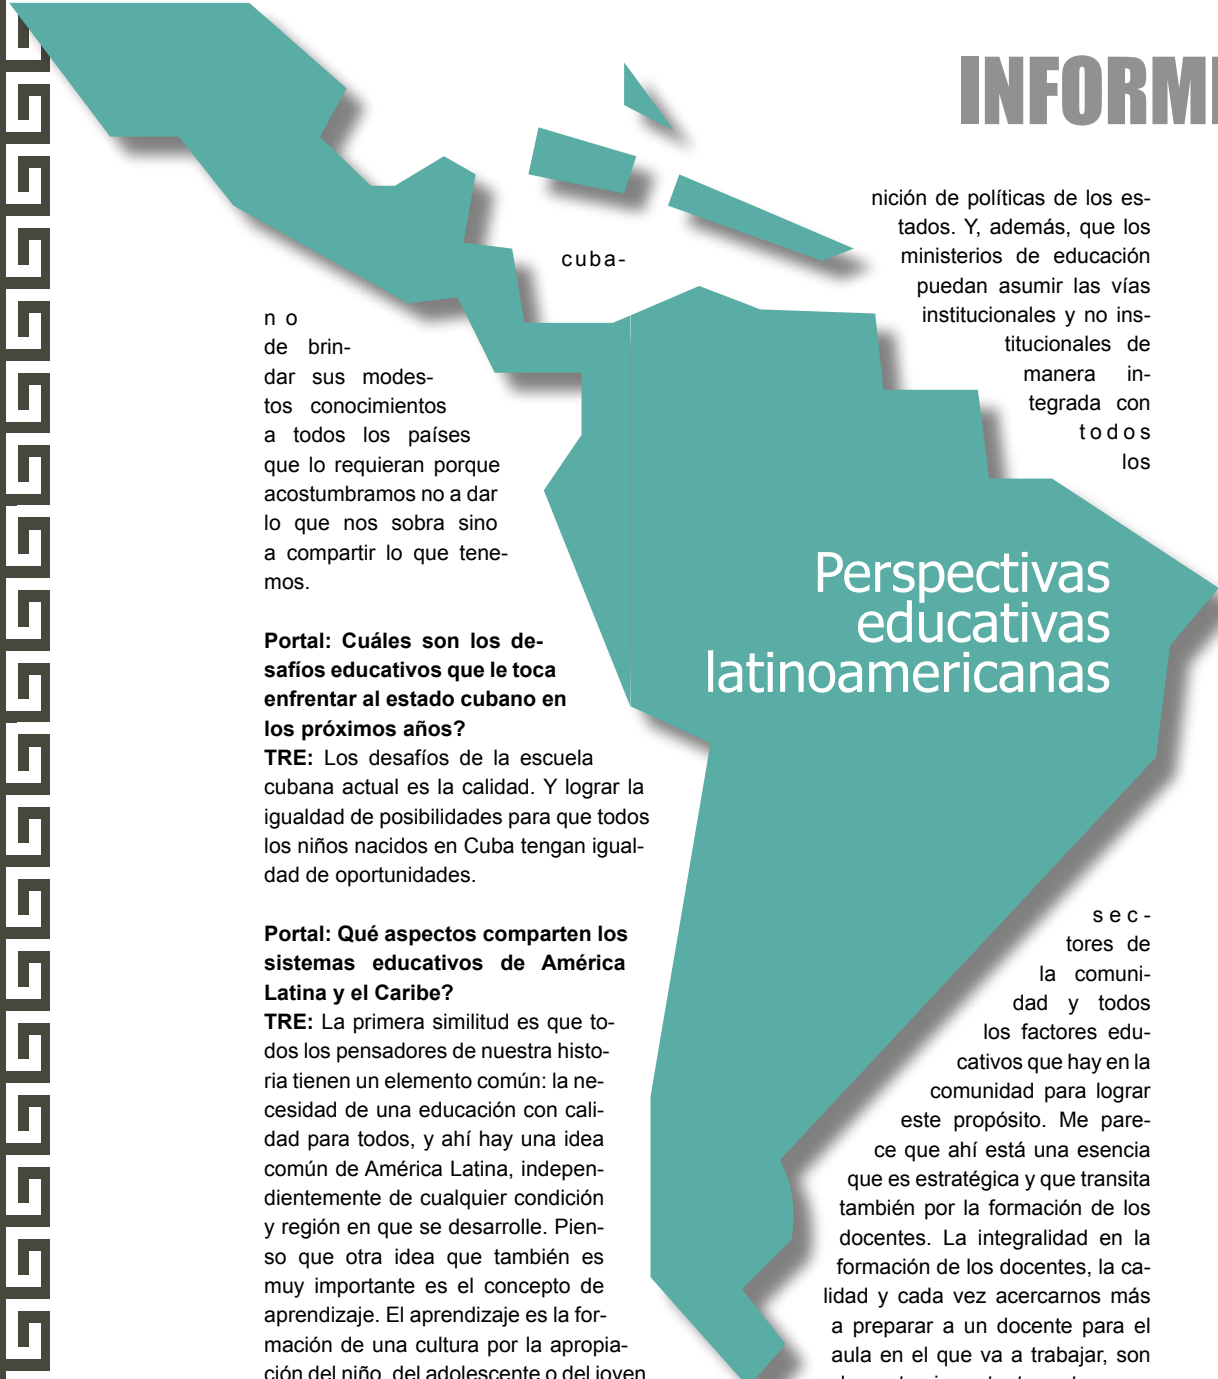 INFORM
cuba-
n o
de brin-
dar sus modes-
tos conocimientos
a todos los países
que lo requieran porque
acostumbramos no a dar
lo que nos sobra sino
a compartir lo que tene-
mos.
Portal: Cuáles son los de-
safíos educativos que le toca
enfrentar al estado cubano en
los próximos años?
TRE: Los desafíos de la escuela
cubana actual es la calidad. Y lograr la
igualdad de posibilidades para que todos
los niños nacidos en Cuba tengan igual-
dad de oportunidades.
Portal: Qué aspectos comparten los
sistemas educativos de América
Latina y el Caribe?
TRE: La primera similitud es que to-
dos los pensadores de nuestra histo-
ria tienen un elemento común: la ne-
cesidad de una educación con cali-
dad para todos, y ahí hay una idea
común de América Latina, indepen-
dientemente de cualquier condición
y región en que se desarrolle. Pien-
so que otra idea que también es
muy importante es el concepto de
aprendizaje. El aprendizaje es la for-
mación de una cultura por la apropia-
ción del niño, del adolescente o del joven
nición de políticas de los es-
tados. Y, además, que los
ministerios de educación
puedan asumir las vías
institucionales y no ins-
titucionales de
manera in-
tegrada con
t o d o s
los
Perspectivas
educativas
latinoamericanas
s e c -
tores de
la comuni-
dad y todos
los factores edu-
cativos que hay en la
comunidad para lograr
este propósito. Me pare-
ce que ahí está una esencia
que es estratégica y que transita
también por la formación de los
docentes. La integralidad en la
formación de los docentes, la ca-
lidad y cada vez acercarnos más
a preparar a un docente para el
aula en el que va a trabajar, son